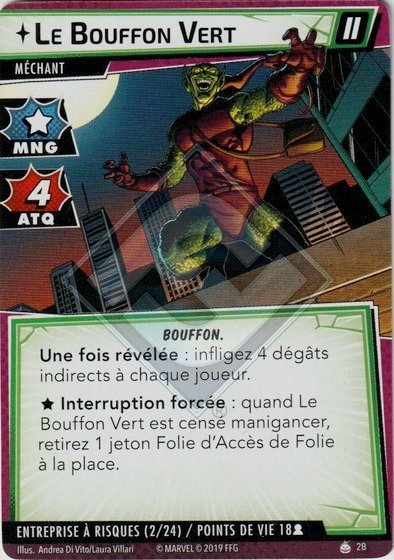 Le Bouffon Vert
II
MÉCHANT
MNG
4
ATQ
BOUFFON.
Une fois révélée : infligez 4 dégâts
indirects à chaque joueur.
★ Interruption forcée : quand Le
Bouffon Vert est censé manigancer,
retirez 1 jeton Folie d'Accès de Folie
à la place.
ENTREPRISE À RISQUES (2/24) / POINTS DE VIE 18
Illus. Andrea Di Vito/Laura Villari
© MARVEL © 2019 FFG
2B